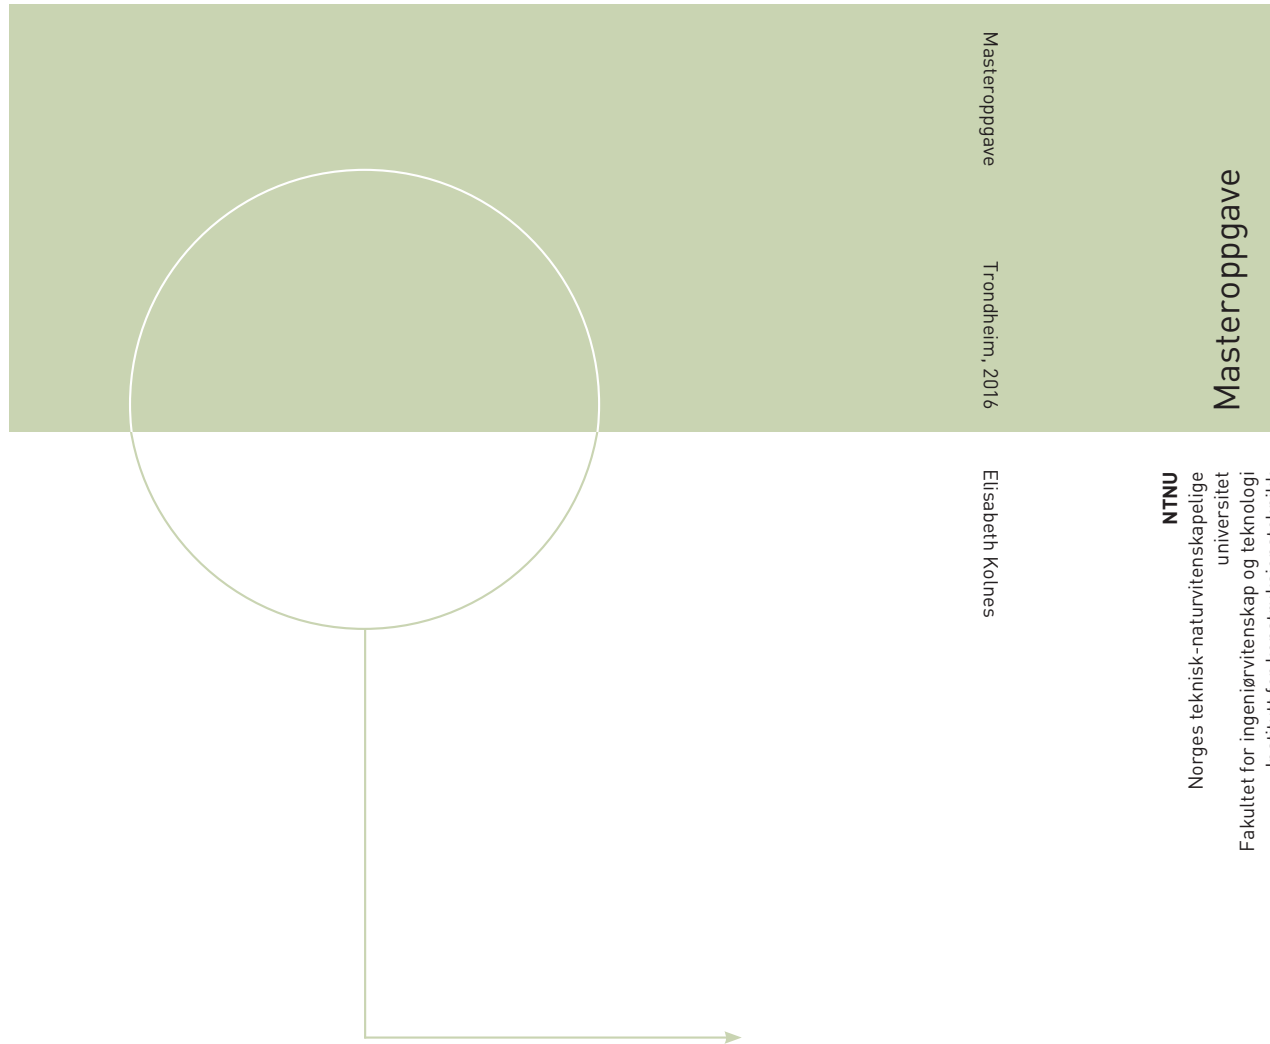 Masteroppgave
Trondheim, 2016
Elisabeth Kolnes
Masteroppgave
NTNU
Norges teknisk-naturvitenskapelige
universitet
Fakultet for ingeniørvitenskap og teknologi